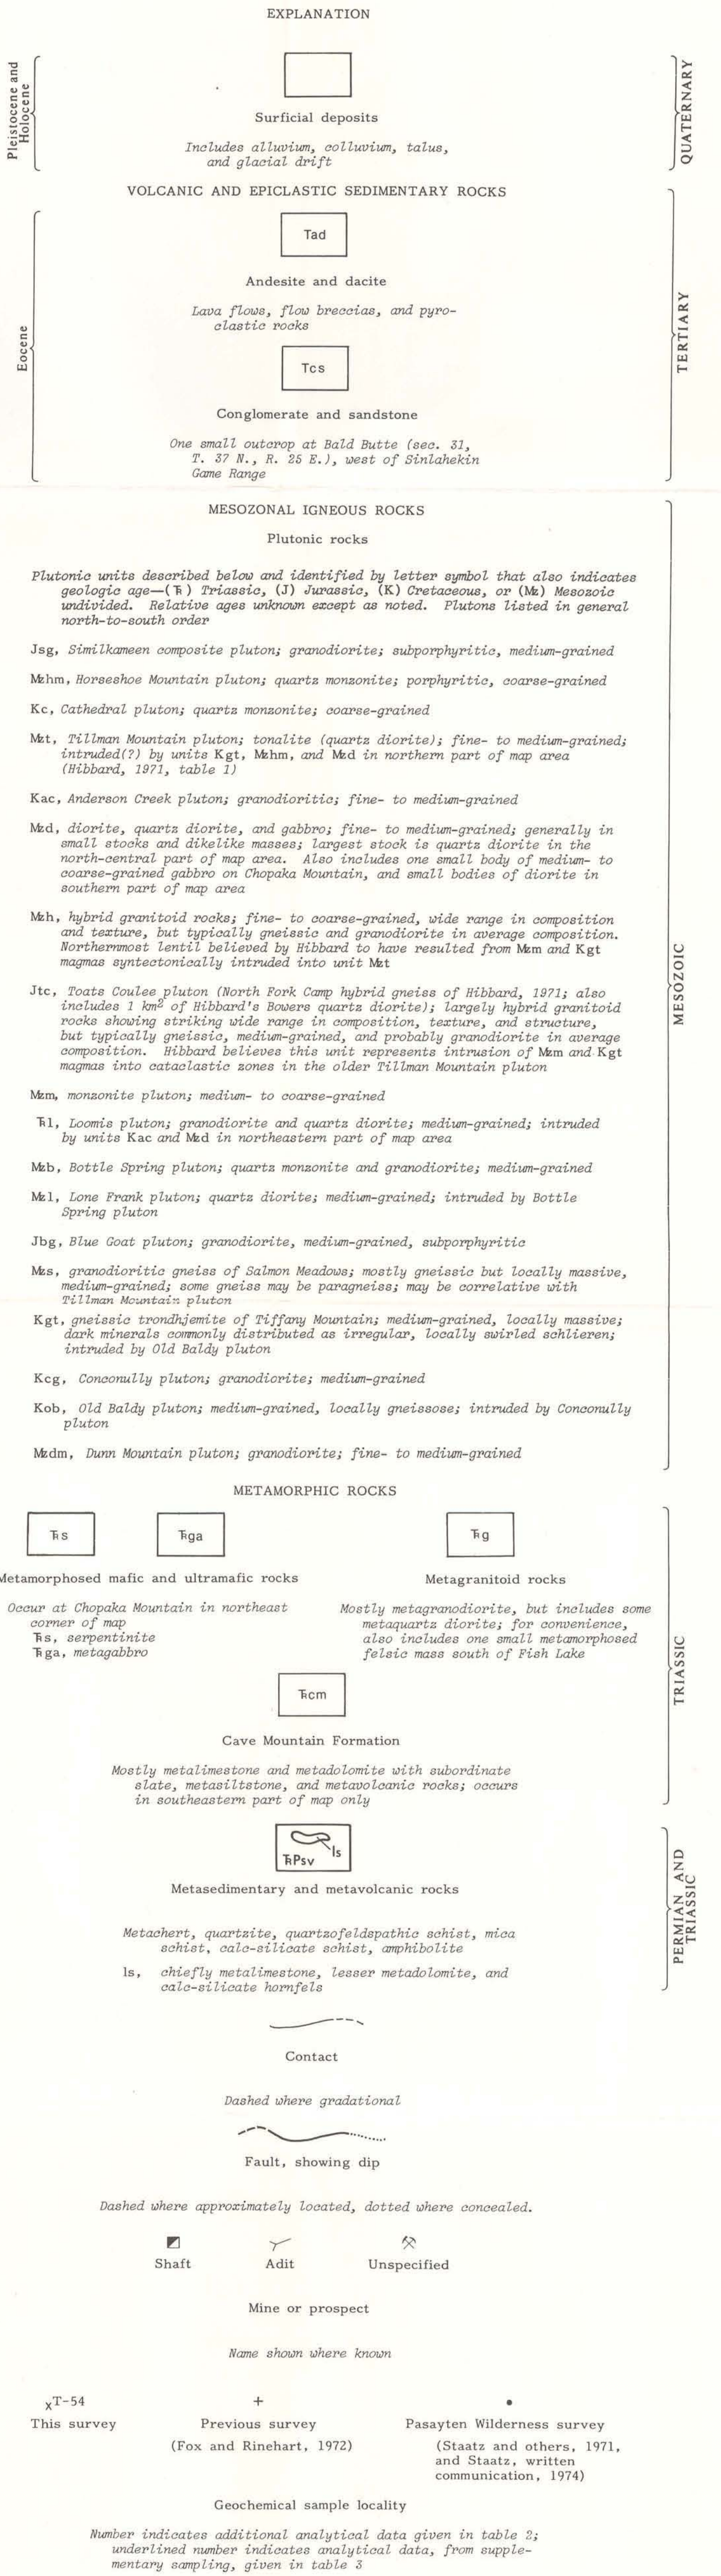 EXPLANATION
Pleistocene and
Holocene
QUATERNARY
Surficial deposits
Includes alluvium, colluvium, talus,
and glacial drift
VOLCANIC AND EPICLASTIC SEDIMENTARY ROCKS
Eocene
TERTIARY
Tad
Andesite and dacite
Lava flows, flow breccias, and pyro-
clastic rocks
Tcs
Conglomerate and sandstone
One small outcrop at Bald Butte (sec. 31,
T. 37 N., R. 25 E.), west of Sinlahekin
Game Range
MESOZONAL IGNEOUS ROCKS
Plutonic rocks
MESOZOIC
Plutonic units described below and identified by letter symbol that also indicates
geologic age—(Ꞃ) Triassic, (J) Jurassic, (K) Cretaceous, or (Mz) Mesozoic
undivided. Relative ages unknown except as noted. Plutons listed in general
north-to-south order
Jsg, Similkameen composite pluton; granodiorite; subporphyritic, medium-grained
Mzhm, Horseshoe Mountain pluton; quartz monzonite; porphyritic, coarse-grained
Kc, Cathedral pluton; quartz monzonite; coarse-grained
Mzt, Tillman Mountain pluton; tonalite (quartz diorite); fine- to medium-grained;
intruded(?) by units Kgt, Mzhm, and Mzd in northern part of map area
(Hibbard, 1971, table 1)
Kac, Anderson Creek pluton; granodioritic; fine- to medium-grained
Mzd, diorite, quartz diorite, and gabbro; fine- to medium-grained; generally in
small stocks and dikelike masses; largest stock is quartz diorite in the
north-central part of map area. Also includes one small body of medium- to
coarse-grained gabbro on Chopaka Mountain, and small bodies of diorite in
southern part of map area
Mzh, hybrid granitoid rocks; fine- to coarse-grained, wide range in composition
and texture, but typically gneissic and granodiorite in average composition.
Northernmost lentil believed by Hibbard to have resulted from Mzm and Kgt
magmas syntectonically intruded into unit Mzt
Jtc, Toats Coulee pluton (North Fork Camp hybrid gneiss of Hibbard, 1971; also
includes 1 km² of Hibbard's Bowers quartz diorite); largely hybrid granitoid
rocks showing striking wide range in composition, texture, and structure,
but typically gneissic, medium-grained, and probably granodiorite in average
composition. Hibbard believes this unit represents intrusion of Mzm and Kgt
magmas into cataclastic zones in the older Tillman Mountain pluton
Mzm, monzonite pluton; medium- to coarse-grained
TRl, Loomis pluton; granodiorite and quartz diorite; medium-grained; intruded
by units Kac and Mzd in northeastern part of map area
Mzb, Bottle Spring pluton; quartz monzonite and granodiorite; medium-grained
Mzl, Lone Frank pluton; quartz diorite; medium-grained; intruded by Bottle
Spring pluton
Jbg, Blue Goat pluton; granodiorite, medium-grained, subporphyritic
Mzs, granodioritic gneiss of Salmon Meadows; mostly gneissic but locally massive,
medium-grained; some gneiss may be paragneiss; may be correlative with
Tillman Mountain pluton
Kgt, gneissic trondhjemite of Tiffany Mountain; medium-grained, locally massive;
dark minerals commonly distributed as irregular, locally swirled schlieren;
intruded by Old Baldy pluton
Kcg, Conconully pluton; granodiorite; medium-grained
Kob, Old Baldy pluton; medium-grained, locally gneissose; intruded by Conconully
pluton
Mzdm, Dunn Mountain pluton; granodiorite; fine- to medium-grained
METAMORPHIC ROCKS
TRIASSIC
TRs TRga TRg
Metamorphosed mafic and ultramafic rocks
Occur at Chopaka Mountain in northeast
corner of map
TRs, serpentinite
TRga, metagabbro
Metagranitoid rocks
Mostly metagranodiorite, but includes some
metaquartz diorite; for convenience,
also includes one small metamorphosed
felsic mass south of Fish Lake
TRcm
Cave Mountain Formation
Mostly metalimestone and metadolomite with subordinate
slate, metasiltstone, and metavolcanic rocks; occurs
in southeastern part of map only
PERMIAN AND
TRIASSIC
ls
TRPsv
Metasedimentary and metavolcanic rocks
Metachert, quartzite, quartzofeldspathic schist, mica
schist, calc-silicate schist, amphibolite
ls, chiefly metalimestone, lesser metadolomite, and
calc-silicate hornfels
Contact
Dashed where gradational
Fault, showing dip
Dashed where approximately located, dotted where concealed.
Shaft Adit Unspecified
Mine or prospect
Name shown where known
xT-54 +
This survey Previous survey Pasayten Wilderness survey
(Fox and Rinehart, 1972)
(Staatz and others, 1971,
and Staatz, written
communication, 1974)
Geochemical sample locality
Number indicates additional analytical data given in table 2;
underlined number indicates analytical data, from supple-
mentary sampling, given in table 3